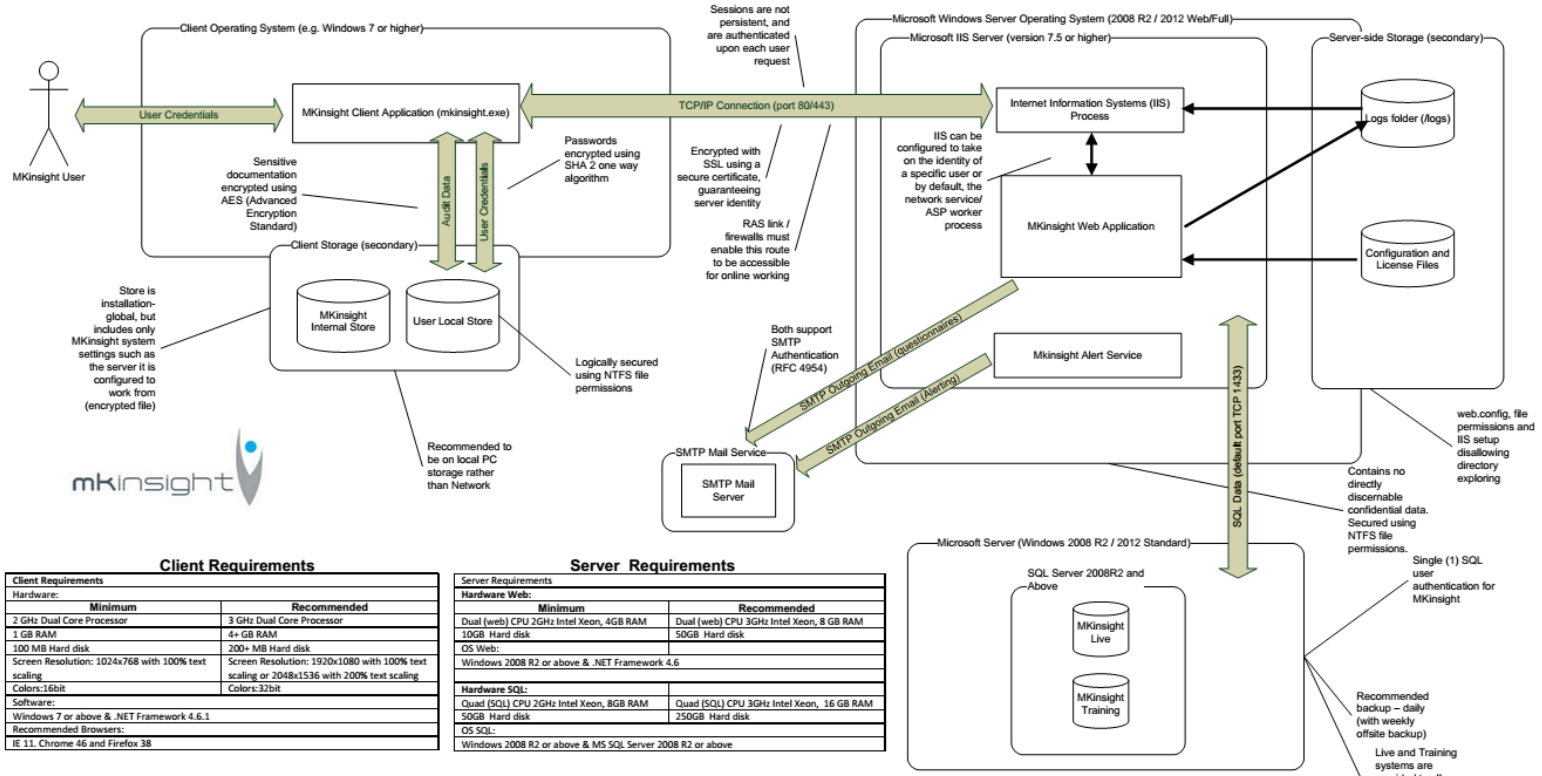 Client Operating System (e.g. Windows 7 or higher)
MKinsight User
User Credentials
MKinsight Client Application (mkinsight.exe)
Sensitive
documentation
encrypted using
AES (Advanced
Encryption
Standard)
Audit Data
User Credentials
Passwords
encrypted using
SHA 2 one way
algorithm
Client Storage (secondary)
MKinsight
Internal Store
User Local Store
Store is
installation-
global, but
includes only
MKinsight system
settings such as
the server it is
configured to
work from
(encrypted file)
Logically secured
using NTFS file
permissions
Recommended to
be on local PC
storage rather
than Network
mkinsight
Sessions are not
persistent, and
are authenticated
upon each user
request
TCP/IP Connection (port 80/443)
Encrypted with
SSL using a
secure certificate,
guaranteeing
server identity
RAS link /
firewalls must
enable this route
to be accessible
for online working
Microsoft Windows Server Operating System (2008 R2 / 2012 Web/Full)
Microsoft IIS Server (version 7.5 or higher)
Internet Information Systems (IIS)
Process
IIS can be
configured to take
on the identity of
a specific user or
by default, the
network service/
ASP worker
process
MKinsight Web Application
Mkinsight Alert Service
Server-side Storage (secondary)
Logs folder (/logs)
Configuration and
License Files
Both support
SMTP
Authentication
(RFC 4954)
SMTP Outgoing Email (questionnaires)
SMTP Outgoing Email (Alerting)
SMTP Mail Service
SMTP Mail
Server
SQL Data (default port TCP 1433)
web.config, file
permissions and
IIS setup
disallowing
directory
exploring
Contains no
directly
discernable
confidential data.
Secured using
NTFS file
permissions.
Microsoft Server (Windows 2008 R2 / 2012 Standard)
SQL Server 2008R2 and
Above
MKinsight
Live
MKinsight
Training
Single (1) SQL
user
authentication for
MKinsight
Recommended
backup – daily
(with weekly
offsite backup)
Live and Training
systems are
Client Requirements
Client Requirements
Hardware:
Minimum Recommended
2 GHz Dual Core Processor 3 GHz Dual Core Processor
1 GB RAM 4+ GB RAM
100 MB Hard disk 200+ MB Hard disk
Screen Resolution: 1024x768 with 100% text Screen Resolution: 1920x1080 with 100% text
scaling scaling or 2048x1536 with 200% text scaling
Colors:16bit Colors:32bit
Software:
Windows 7 or above & .NET Framework 4.6.1
Recommended Browsers:
IE 11. Chrome 46 and Firefox 38
Server Requirements
Server Requirements
Hardware Web:
Minimum Recommended
Dual (web) CPU 2GHz Intel Xeon, 4GB RAM Dual (web) CPU 3GHz Intel Xeon, 8 GB RAM
10GB Hard disk 50GB Hard disk
OS Web:
Windows 2008 R2 or above & .NET Framework 4.6
Hardware SQL:
Quad (SQL) CPU 2GHz Intel Xeon, 8GB RAM Quad (SQL) CPU 3GHz Intel Xeon, 16 GB RAM
50GB Hard disk 250GB Hard disk
OS SQL:
Windows 2008 R2 or above & MS SQL Server 2008 R2 or above